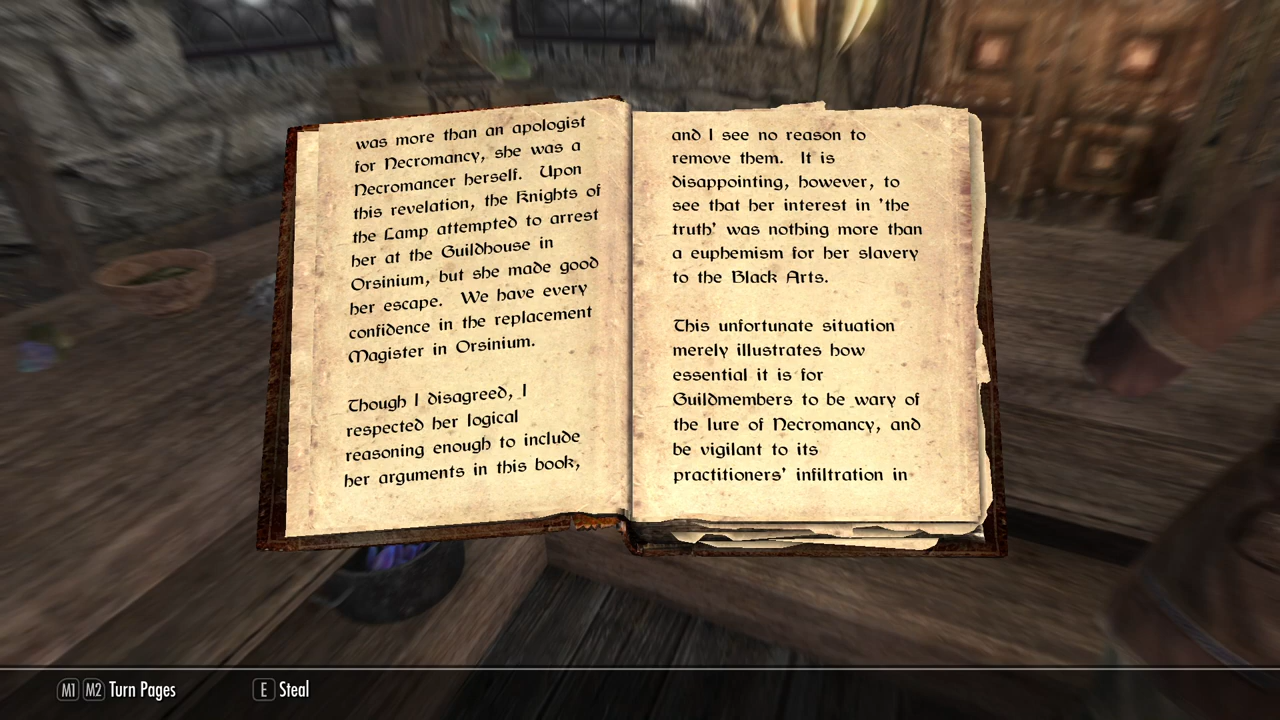 was more than an apologist
for Necromancy, she was a
Necromancer herself. Upon
this revelation, the Knights of
the Lamp attempted to arrest
her at the Guildhouse in
Orsinium, but she made good
her escape. We have every
confidence in the replacement
Magister in Orsinium.
Though I disagreed, I
respected her logical
reasoning enough to include
her arguments in this book,
and I see no reason to
remove them. It is
disappointing, however, to
see that her interest in 'the
truth' was nothing more than
a euphemism for her slavery
to the Black Arts.
This unfortunate situation
merely illustrates how
essential it is for
Guildmembers to be wary of
the lure of Necromancy, and
be vigilant to its
practitioners' infiltration in
M1 M2 Turn Pages
E Steal